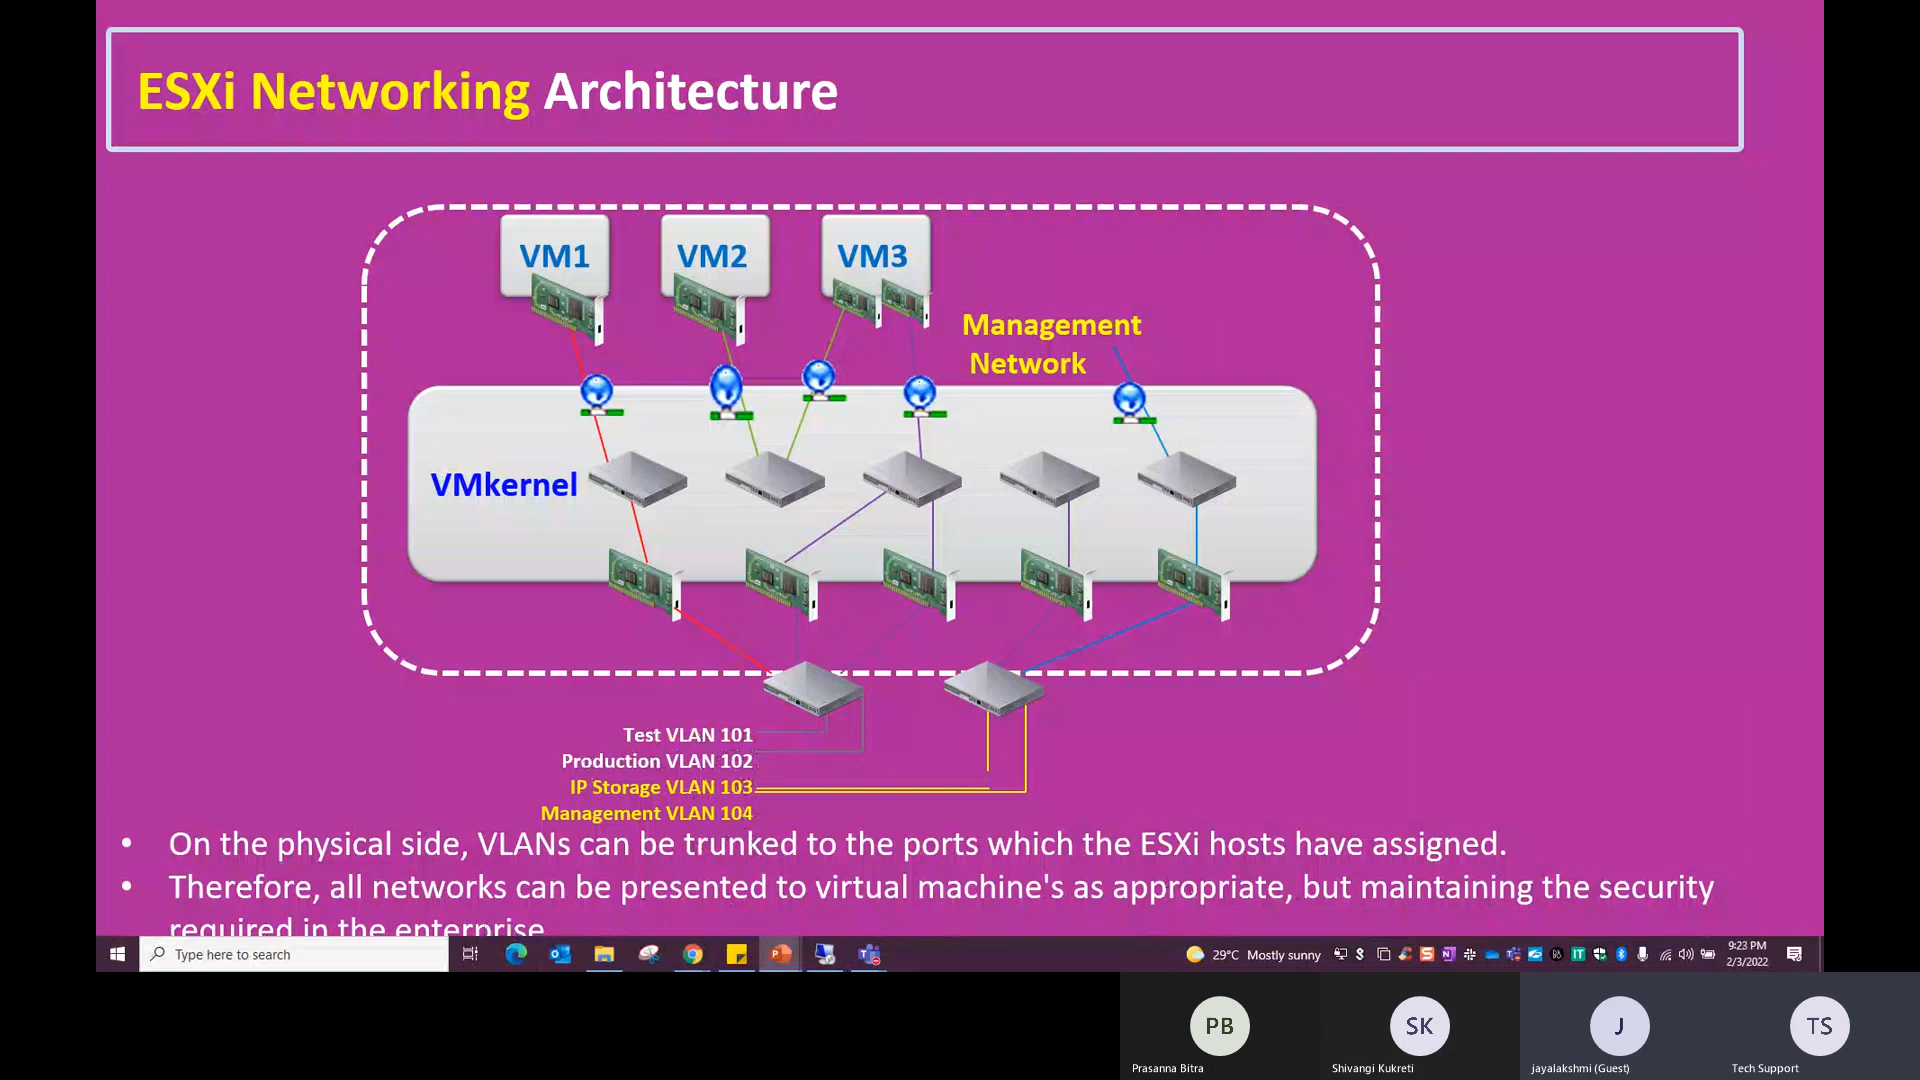 ESXi Networking Architecture
VM1
VM2
VM3
Management
Network
VMkernel
Test VLAN 101
Production VLAN 102
IP Storage VLAN 103
Management VLAN 104
• On the physical side, VLANs can be trunked to the ports which the ESXi hosts have assigned.
• Therefore, all networks can be presented to virtual machine's as appropriate, but maintaining the security
required in the enterprise
Type here to search
29°C Mostly sunny
9:23 PM
2/3/2022
PB
SK
J
TS
Prasanna Bitra
Shivangi Kukreti
jayalakshmi (Guest)
Tech Support